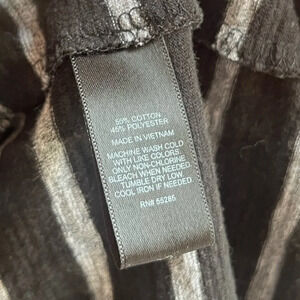 55% COTTON
45% POLYESTER
MADE IN VIETNAM
MACHINE WASH COLD
WITH LIKE COLORS.
ONLY NON-CHLORINE
BLEACH WHEN NEEDED.
TUMBLE DRY LOW.
COOL IRON IF NEEDED.
RN# 55285